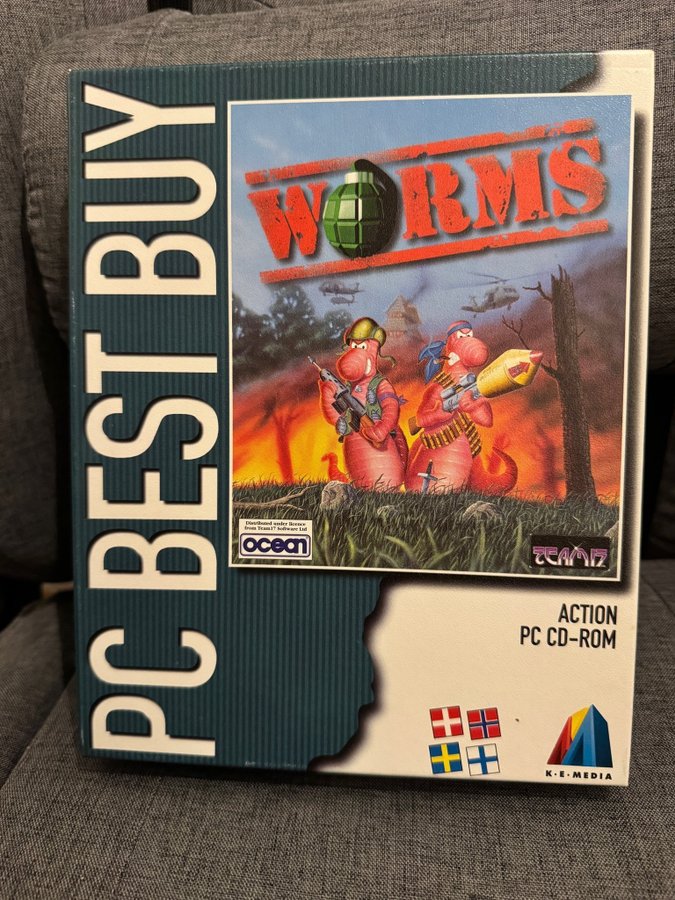 PC BEST BUY
WORMS
Distributed under licence
from Team17 Software Ltd
ocean
TEAM17
ACTION
PC CD-ROM
K·E·MEDIA